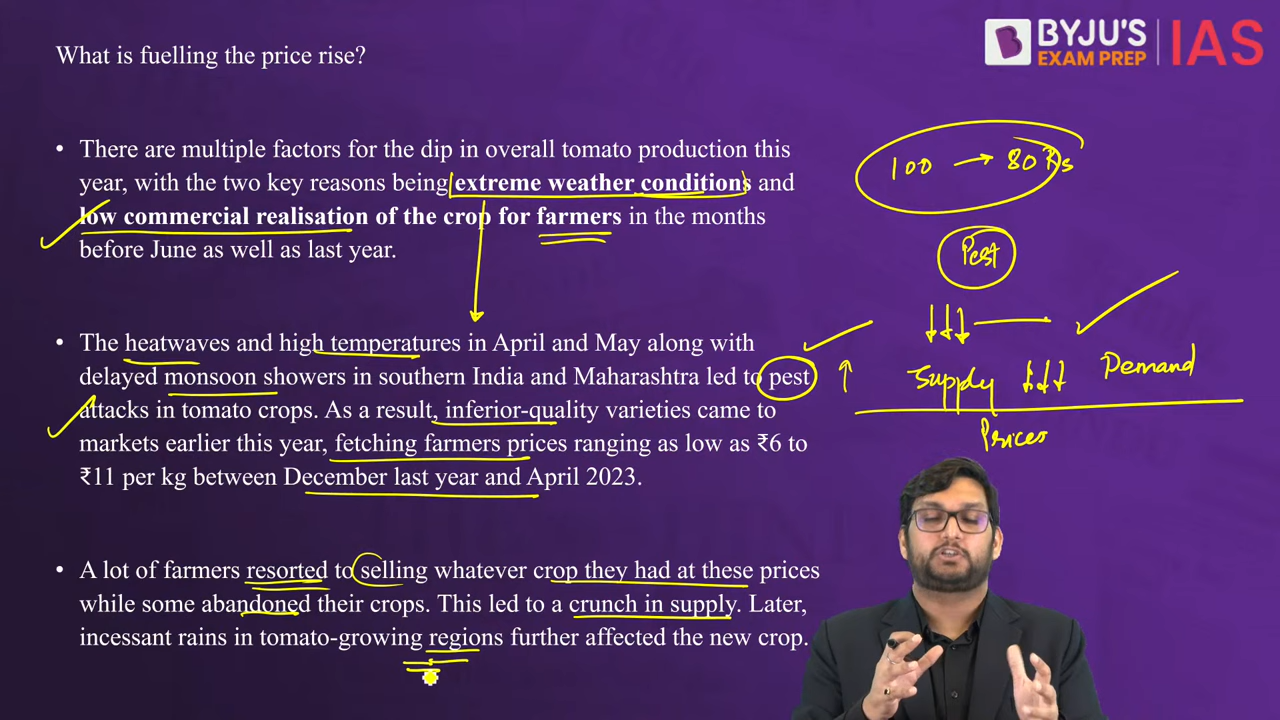 What is fuelling the price rise?
BYJU'S
EXAM PREP
IAS
• There are multiple factors for the dip in overall tomato production this
year, with the two key reasons being extreme weather conditions and
low commercial realisation of the crop for farmers in the months
before June as well as last year.
• The heatwaves and high temperatures in April and May along with
delayed monsoon showers in southern India and Maharashtra led to pest
attacks in tomato crops. As a result, inferior-quality varieties came to
markets earlier this year, fetching farmers prices ranging as low as ₹6 to
₹11 per kg between December last year and April 2023.
• A lot of farmers resorted to selling whatever crop they had at these prices
while some abandoned their crops. This led to a crunch in supply. Later,
incessant rains in tomato-growing regions further affected the new crop.
100 → 80 Rs
Pest
↓↓↓
↑ Supply ↓↓↓ Demand
Prices